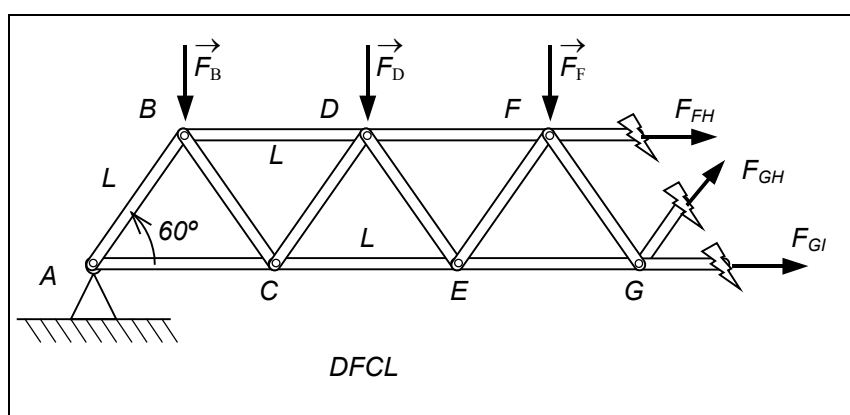 F_B F_D F_F
B D F F_FH
L
L F_GH
60º L F_GI
A
C E G
DFCL